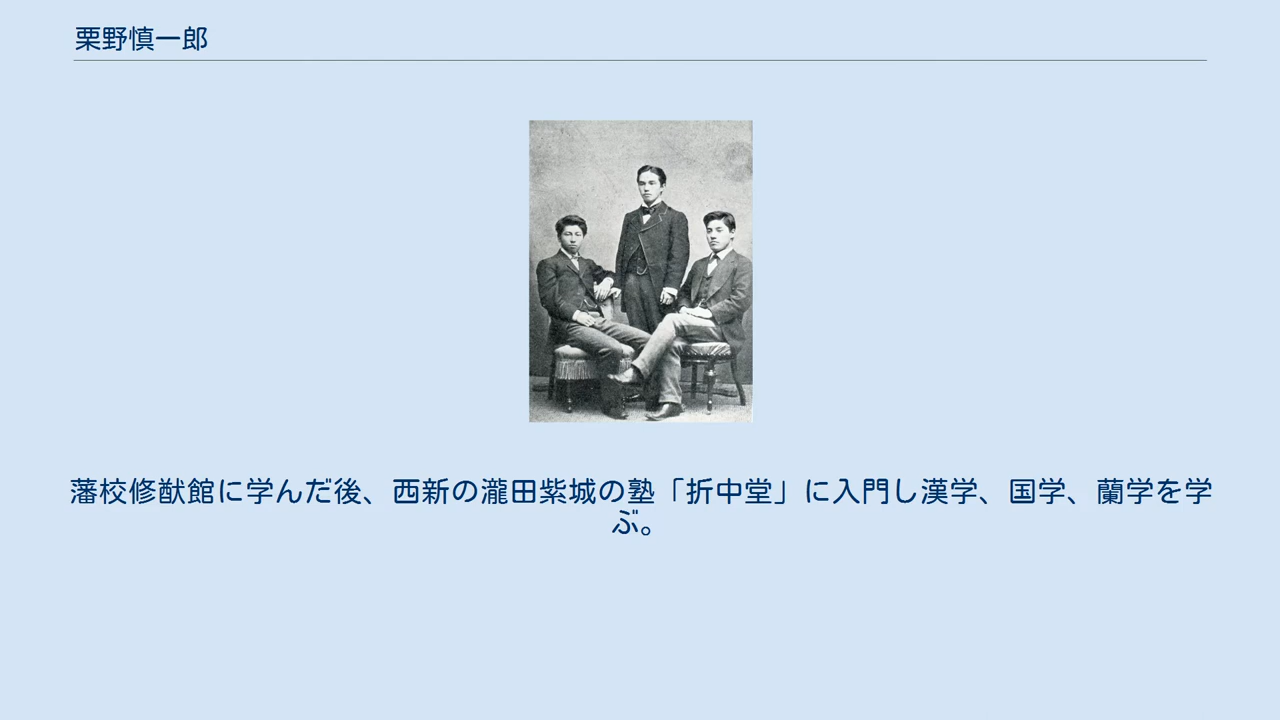 栗野慎一郎
藩校修猷館に学んだ後、西新の瀧田紫城の塾「折中堂」に入門し漢学、国学、蘭学を学
ぶ。